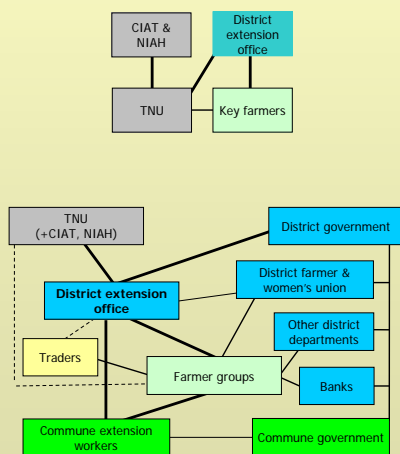 CIAT &
NIAH
District
extension
office
TNU
Key farmers
TNU
(+CIAT, NIAH)
District government
District farmer &
women's union
District extension
office
Other district
departments
Traders
Farmer groups
Banks
Commune extension
workers
Commune government